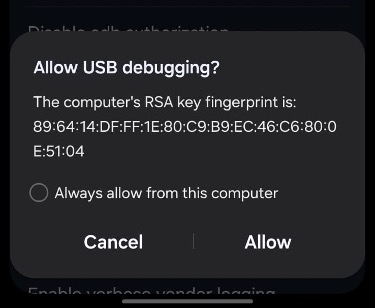 Disable adb authorization
Allow USB debugging?
The computer's RSA key fingerprint is:
89:64:14:DF:FF:1E:80:C9:B9:EC:46:C6:80:0
E:51:04
Always allow from this computer
Cancel
Allow
Enable verbose vendor logging